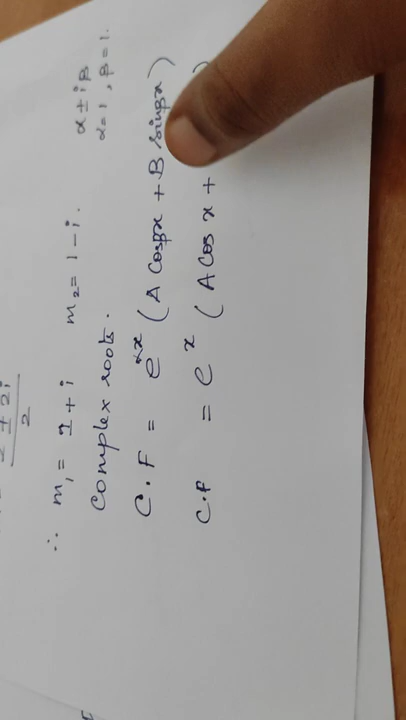 2 ± 2i
2
∴ m₁ = 1 + i m₂ = 1 - i. α ± iβ
Complex roots. α = 1, β = 1.
C.F = e^αx (A cosβx + B sinβx)
C.F = e^x (A cos x +